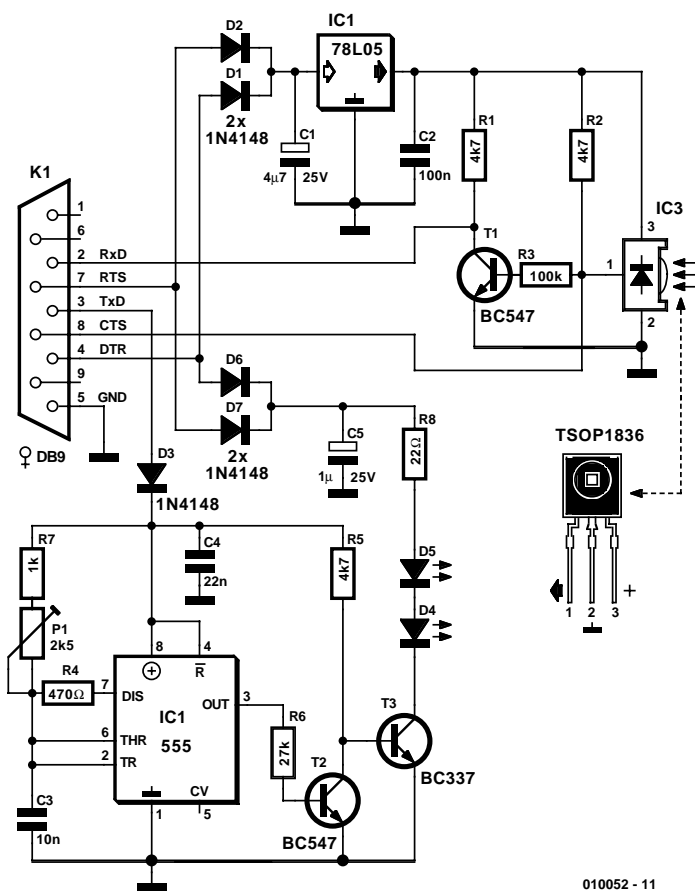 D2
IC1
78L05
D1
2x
1N4148
C1
4µ7
25V
C2
100n
R1
4k7
R2
4k7
K1
1
6
2 RxD
7 RTS
3 TxD
8 CTS
4 DTR
9
5 GND
♀ DB9
T1
BC547
R3
100k
IC3
3
1
2
D6
D7
2x
1N4148
C5
1µ
25V
R8
22Ω
TSOP1836
1 2 3
+
D3
1N4148
R7
1k
P1
2k5
R4
470Ω
C4
22n
R5
4k7
D5
D4
8
4
+
R
7
DIS
OUT
3
IC1
555
6
THR
2
TR
CV
1
5
C3
10n
R6
27k
T2
BC547
T3
BC337
010052 - 11